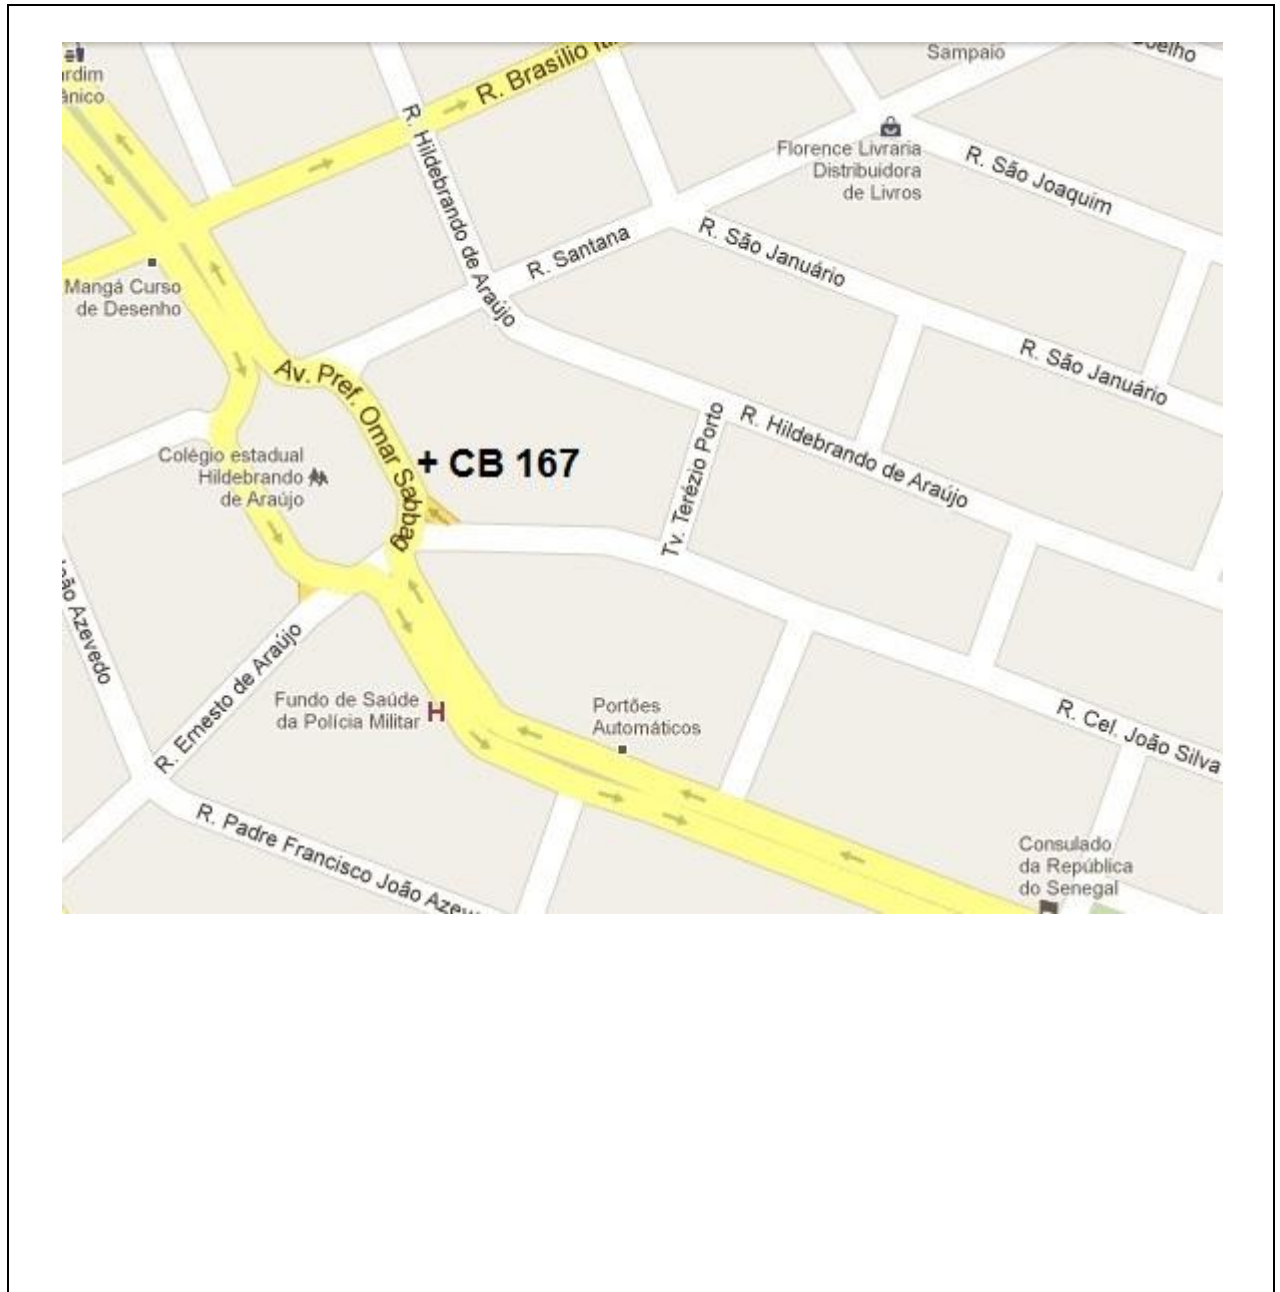 Sampaio
R. Brasílio
Florence Livraria
Distribuidora
de Livros
R. São Joaquim
R. Hildebrando de Araújo
R. Santana
R. São Januário
Mangá Curso
de Desenho
R. São Januário
Av. Pref. Omar Sabbag
R. Hildebrando de Araújo
Tv. Terézio Porto
Colégio estadual
Hildebrando
de Araújo
+ CB 167
João Azevedo
R. Ernesto de Araújo
Fundo de Saúde
da Polícia Militar
H
Portões
Automáticos
R. Cel. João Silva
R. Padre Francisco João Azev
Consulado
da República
do Senegal